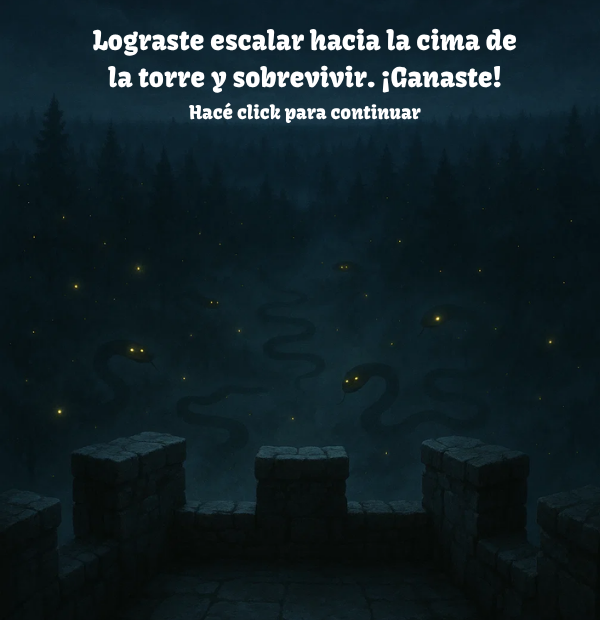 Lograste escalar hacia la cima de
la torre y sobrevivir. ¡Ganaste!
Hacé click para continuar